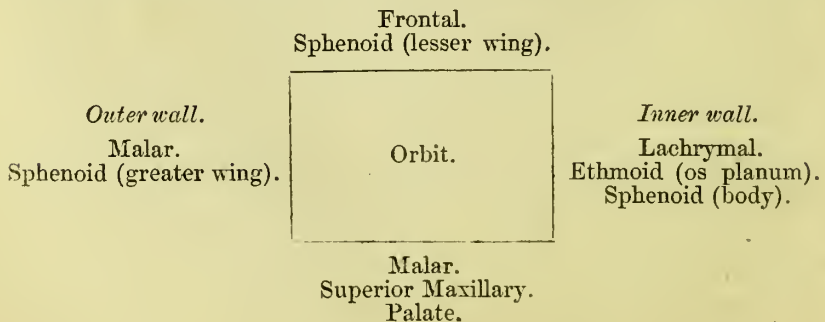 Frontal.
Sphenoid (lesser wing).
Outer wall.
Malar.
Sphenoid (greater wing).
Orbit.
Inner wall.
Lachrymal.
Ethmoid (os planum).
Sphenoid (body).
Malar.
Superior Maxillary.
Palate.